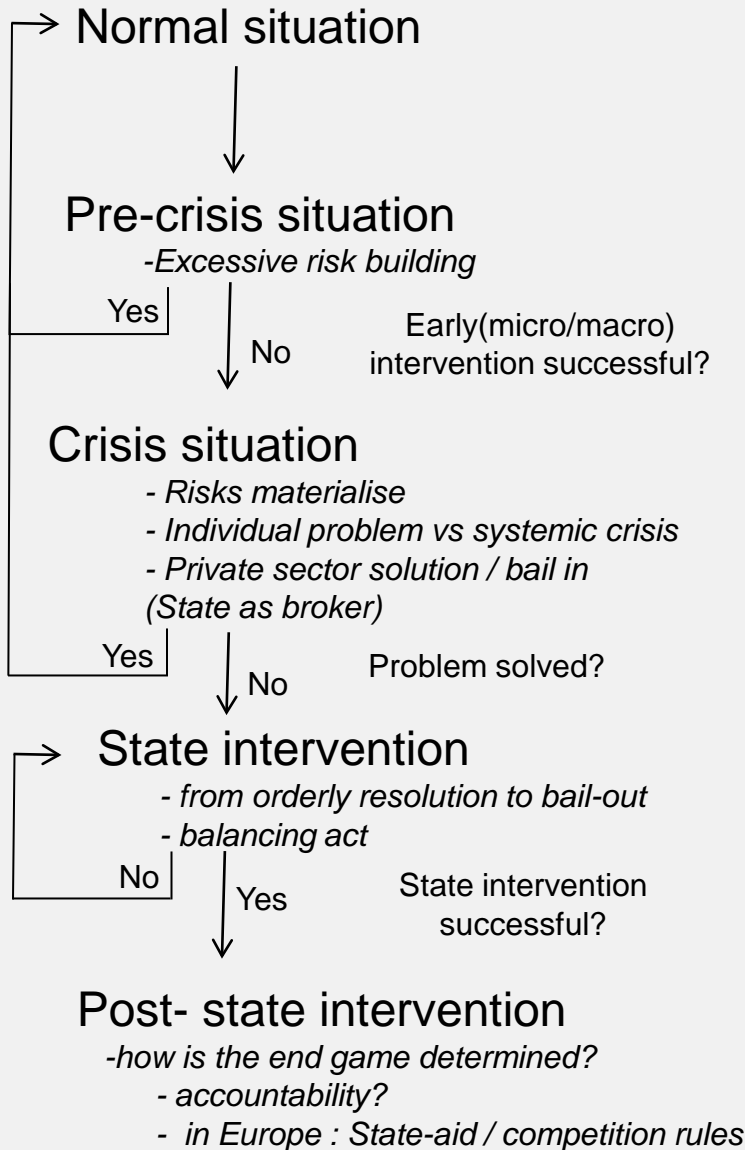 Normal situation
Pre-crisis situation
-Excessive risk building
Yes
No
Early(micro/macro)
intervention successful?
Crisis situation
- Risks materialise
- Individual problem vs systemic crisis
- Private sector solution / bail in
(State as broker)
Yes
No
Problem solved?
State intervention
- from orderly resolution to bail-out
- balancing act
No
Yes
State intervention
successful?
Post- state intervention
-how is the end game determined?
- accountability?
- in Europe : State-aid / competition rules